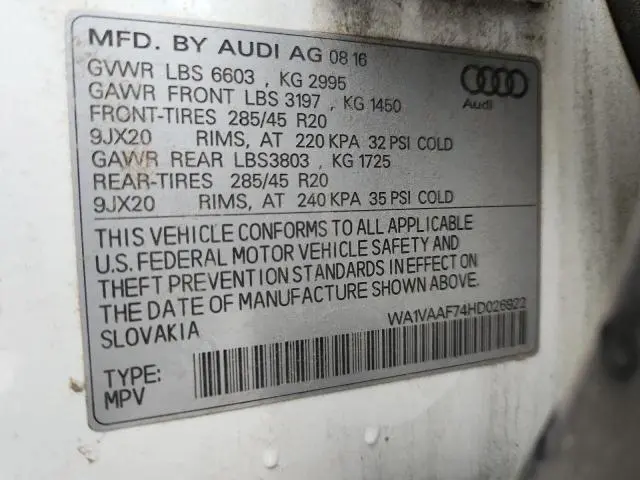 MFD. BY AUDI AG 08 16
GVWR LBS 6603 , KG 2995
GAWR FRONT LBS 3197 , KG 1450
FRONT-TIRES 285/45 R20
9JX20 RIMS, AT 220 KPA 32 PSI COLD
GAWR REAR LBS3803 , KG 1725
REAR-TIRES 285/45 R20
9JX20 RIMS, AT 240 KPA 35 PSI COLD
Audi
THIS VEHICLE CONFORMS TO ALL APPLICABLE
U.S. FEDERAL MOTOR VEHICLE SAFETY AND
THEFT PREVENTION STANDARDS IN EFFECT ON
THE DATE OF MANUFACTURE SHOWN ABOVE.
SLOVAKIA
WA1VAAF74HD026922
TYPE:
MPV